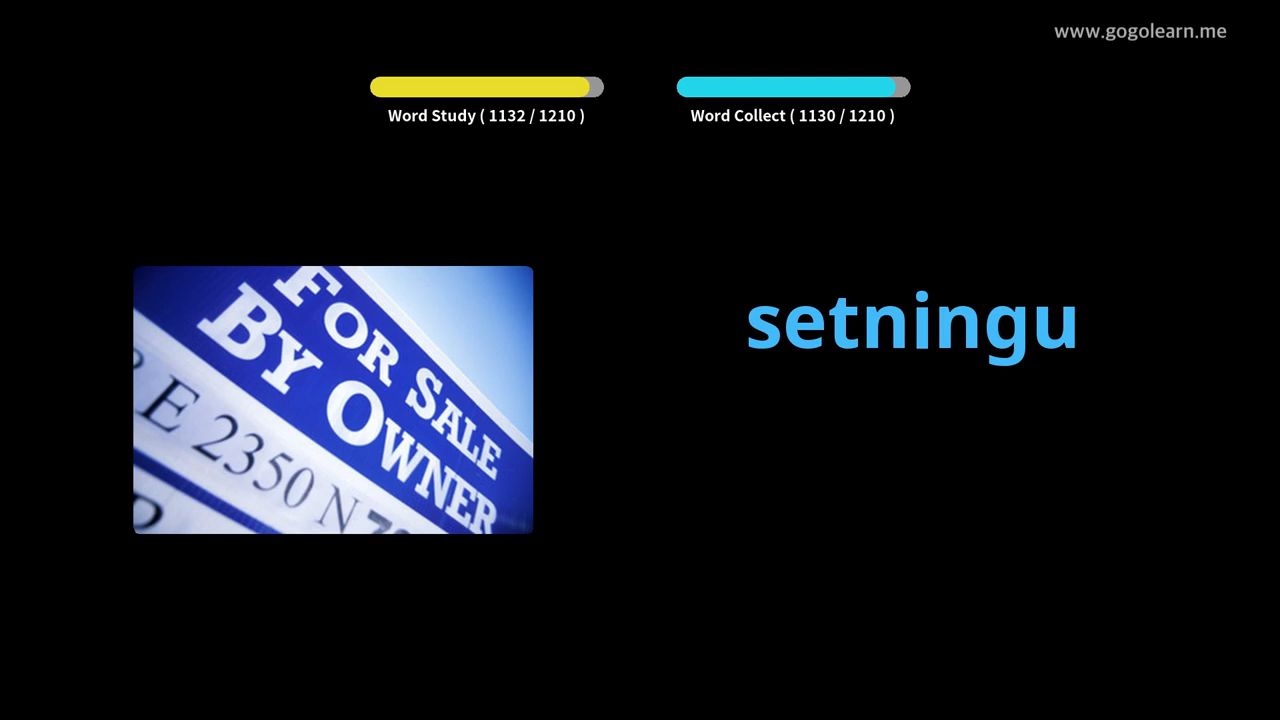 www.gogolearn.me
Word Study ( 1132 / 1210 )
Word Collect ( 1130 / 1210 )
FOR SALE
BY OWNER
E 2350 N
setningu